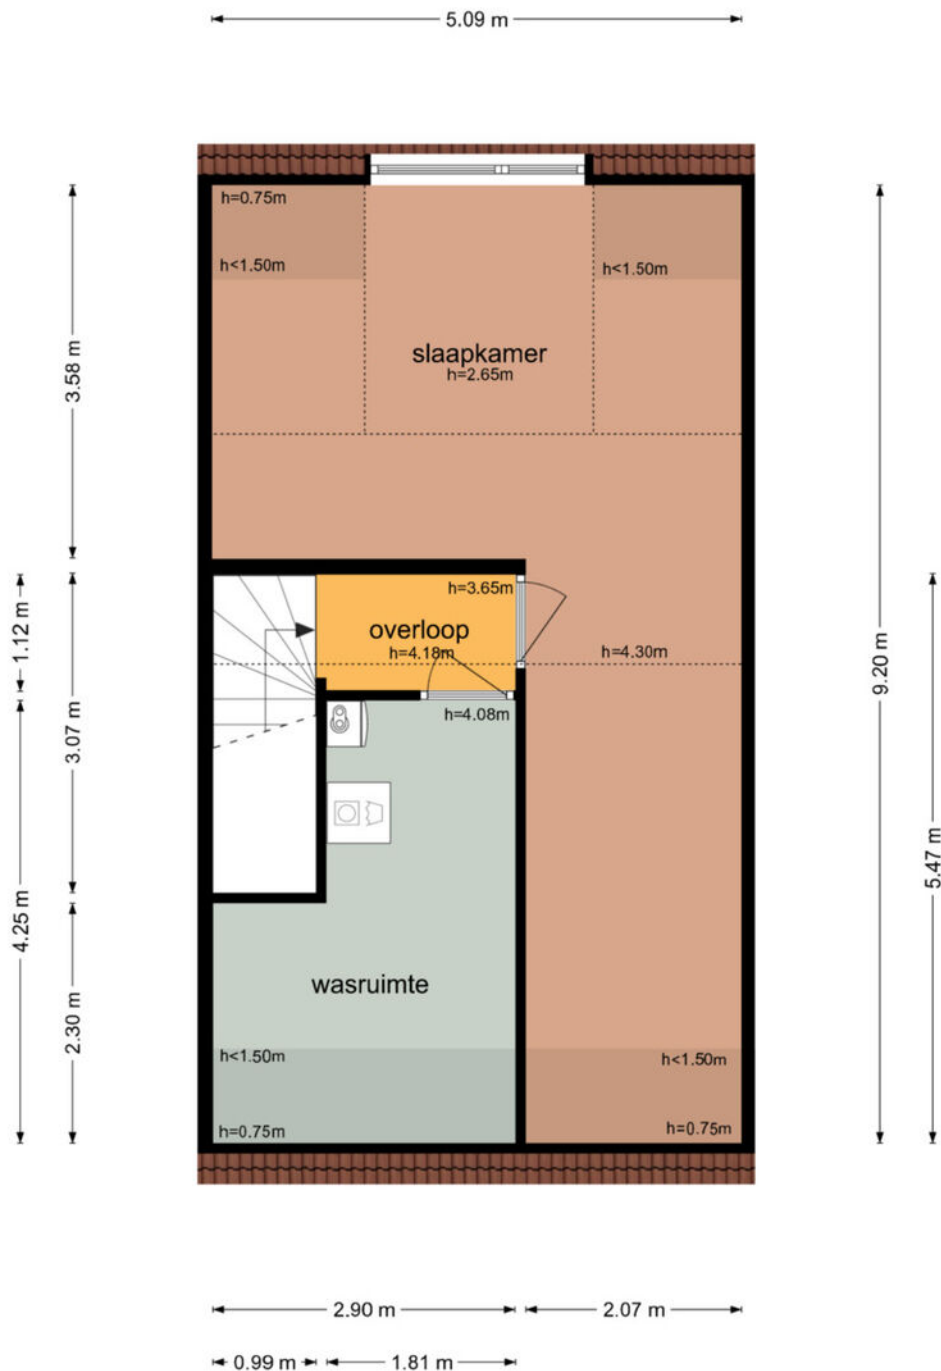 5.09 m
h=0.75m
h<1.50m
h<1.50m
slaapkamer
h=2.65m
3.58 m
9.20 m
1.12 m
3.07 m
h=3.65m
overloop
h=4.18m
h=4.30m
h=4.08m
5.47 m
4.25 m
2.30 m
wasruimte
h<1.50m
h<1.50m
h=0.75m
h=0.75m
2.90 m
2.07 m
0.99 m
1.81 m